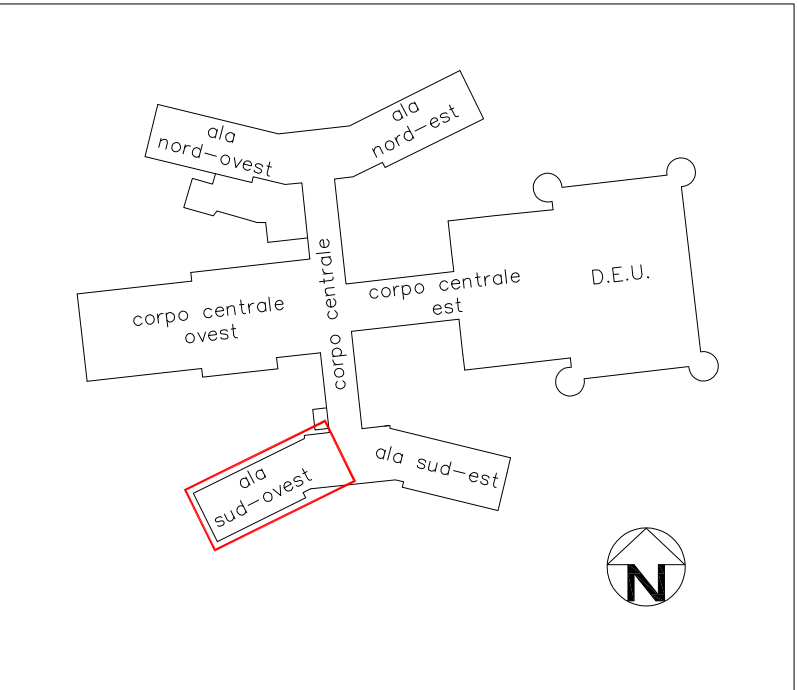 ala
nord-ovest
ala
nord-est
corpo centrale
ovest
corpo centrale
corpo centrale
est
D.E.U.
ala
sud-ovest
ala sud-est
N